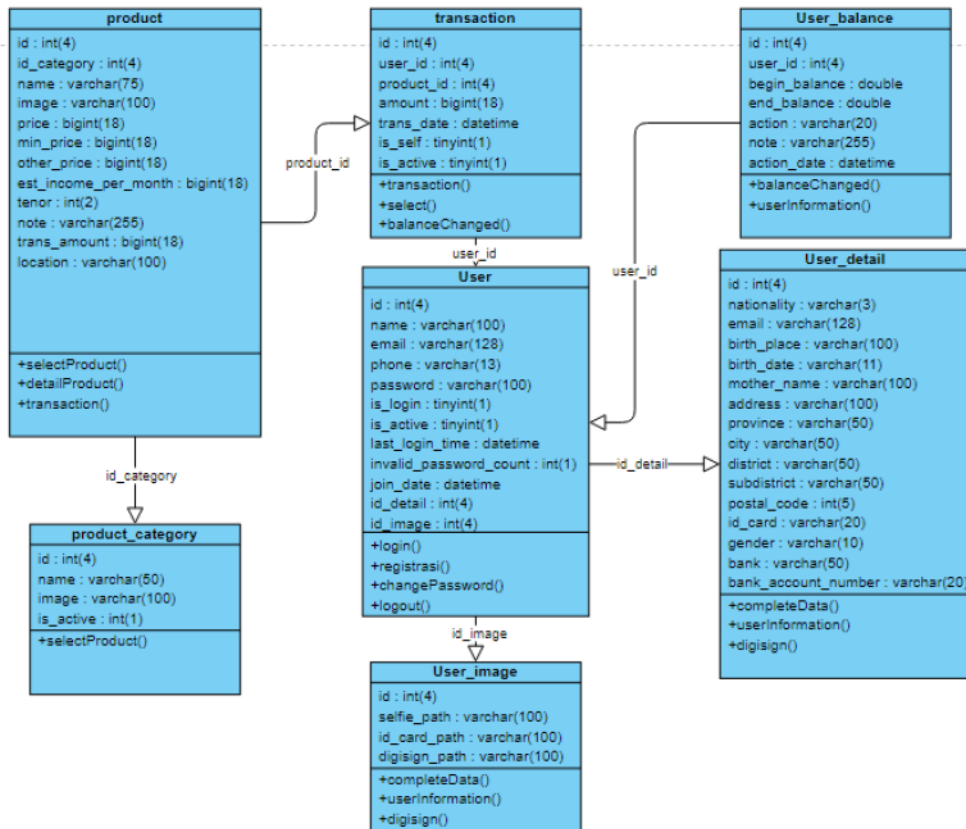 product
id : int(4)
id_category : int(4)
name : varchar(75)
image : varchar(100)
price : bigint(18)
min_price : bigint(18)
other_price : bigint(18)
est_income_per_month : bigint(18)
tenor : int(2)
note : varchar(255)
trans_amount : bigint(18)
location : varchar(100)
+selectProduct()
+detailProduct()
+transaction()
product_id
transaction
id : int(4)
user_id : int(4)
product_id : int(4)
amount : bigint(18)
trans_date : datetime
is_self : tinyint(1)
is_active : tinyint(1)
+transaction()
+select()
+balanceChanged()
user_id
User_balance
id : int(4)
user_id : int(4)
begin_balance : double
end_balance : double
action : varchar(20)
note : varchar(255)
action_date : datetime
+balanceChanged()
+userInformation()
user_id
User
id : int(4)
name : varchar(100)
email : varchar(128)
phone : varchar(13)
password : varchar(100)
is_login : tinyint(1)
is_active : tinyint(1)
last_login_time : datetime
invalid_password_count : int(1)
join_date : datetime
id_detail : int(4)
id_image : int(4)
+login()
+registrasi()
+changePassword()
+logout()
id_detail
User_detail
id : int(4)
nationality : varchar(3)
email : varchar(128)
birth_place : varchar(100)
birth_date : varchar(11)
mother_name : varchar(100)
address : varchar(100)
province : varchar(50)
city : varchar(50)
district : varchar(50)
subdistrict : varchar(50)
postal_code : int(5)
id_card : varchar(20)
gender : varchar(10)
bank : varchar(50)
bank_account_number : varchar(20)
+completeData()
+userInformation()
+digisign()
id_category
product_category
id : int(4)
name : varchar(50)
image : varchar(100)
is_active : int(1)
+selectProduct()
id_image
User_image
id : int(4)
selfie_path : varchar(100)
id_card_path : varchar(100)
digisign_path : varchar(100)
+completeData()
+userInformation()
+digisign()